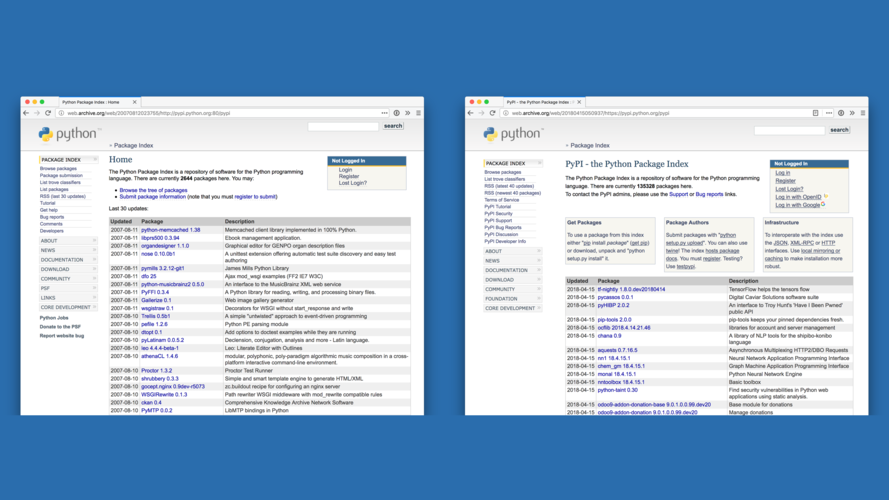 Python Package Index : Home
web.archive.org/web/20070812023755/http://pypi.python.org:80/pypi
python
search
» Package Index
PACKAGE INDEX
Browse packages
Package submission
List trove classifiers
List packages
RSS (last 30 updates)
Tutorial
Get help
Bug reports
Comments
Developers
ABOUT
NEWS
DOCUMENTATION
DOWNLOAD
COMMUNITY
PSF
LINKS
CORE DEVELOPMENT
Python Jobs
Donate to the PSF
Report website bug
Home
The Python Package Index is a repository of software for the Python programming
language. There are currently 2644 packages here. You may:
Browse the tree of packages
Submit package information (note that you must register to submit)
Last 30 updates:
Not Logged In
Login
Register
Lost Login?
Updated Package Description
2007-08-11 python-memcached 1.38 Memcached client library implemented in 100% Python.
2007-08-11 libprs500 0.3.94 Ebook management application.
2007-08-11 organdesigner 1.1.0 Graphical editor for GENPO organ description files
2007-08-11 nose 0.10.0b1 A unittest extension offering automatic test suite discovery and easy test
authoring
2007-08-11 pymills 3.2.12-git1 James Mills Python Library
2007-08-11 dfo 25 Ajax mod_wsgi examples (FF2 IE7 W3C)
2007-08-11 python-musicbrainz2 0.5.0 An interface to the MusicBrainz XML web service
2007-08-11 PyFFI 0.3.4 A Python library for reading, writing, and processing binary files.
2007-08-11 Gallerize 0.1 Web image gallery generator
2007-08-11 wsgistraw 0.1 Decorators for WSGI without start_response and write
2007-08-10 Trellis 0.5b1 A simple "untwisted" approach to event-driven programming
2007-08-10 pefile 1.2.6 Python PE parsing module
2007-08-10 dtopt 0.1 Add options to doctest examples while they are running
2007-08-10 pyLatinam 0.0.5.2 Declension, conjugation, analysis and more - Latin language.
2007-08-10 leo 4.4.4-beta-1 Leo: Literate Editor with Outlines
2007-08-10 athenaCL 1.4.6 modular, polyphonic, poly-paradigm algorithmic music composition in a cross-
platform interactive command-line environment.
2007-08-10 Proctor 1.3.2 Proctor Test Runner
2007-08-10 shrubbery 0.3.3 Simple and smart template engine to generate HTML/XML
2007-08-10 gocept.nginx 0.9dev-r5073 zc.buildout recipe for configuring an nginx server
2007-08-10 WSGIRewrite 0.1.3 Path rewriter WSGI middleware with mod_rewrite compatible rules
2007-08-10 ckan 0.4 Comprehensive Knowledge Archive Network Software
2007-08-10 PyMTP 0.0.2 LibMTP bindings in Python
PyPI - the Python Package Index :
web.archive.org/web/20180415050937/https://pypi.python.org/pypi
python
search
» Package Index
PACKAGE INDEX
Browse packages
List trove classifiers
RSS (latest 40 updates)
RSS (newest 40 packages)
Terms of Service
PyPI Tutorial
PyPI Security
PyPI Support
PyPI Bug Reports
PyPI Discussion
PyPI Developer Info
ABOUT
NEWS
DOCUMENTATION
DOWNLOAD
COMMUNITY
FOUNDATION
CORE DEVELOPMENT
PyPI - the Python Package Index
The Python Package Index is a repository of software for the Python
programming language. There are currently 135328 packages here.
To contact the PyPI admins, please use the Support or Bug reports links.
Not Logged In
Log in
Register
Lost Login?
Log in with OpenID
Log in with Google
Get Packages
To use a package from this index
either "pip install package" (get pip)
or download, unpack and "python
setup.py install" it.
Package Authors
Submit packages with "python
setup.py upload". You can also use
twine! The index hosts package
docs. You must register. Testing?
Use testpypi.
Infrastructure
To interoperate with the index use
the JSON, XML-RPC or HTTP
interfaces. Use local mirroring or
caching to make installation more
robust.
Updated Package Description
2018-04-15 tf-nightly 1.8.0.dev20180414 TensorFlow helps the tensors flow
2018-04-15 pycassos 0.0.1 Digital Caviar Solutions software suite
2018-04-15 pyHIBP 2.0.2 An interface to Troy Hunt's 'Have I Been Pwned'
public API
2018-04-15 pip-tools 2.0.0 pip-tools keeps your pinned dependencies fresh.
2018-04-15 ocflib 2018.4.14.21.46 libraries for account and server management
2018-04-15 chana 0.9 A library of NLP tools for the shipibo-konibo
language
2018-04-15 aquests 0.7.16.5 Asynchronous Multiplexing HTTP2/DBO Requests
2018-04-15 nn1 18.4.15.1 Neural Network Application Programming Interface
2018-04-15 chem_gm 18.4.15.1 Graph Machine Application Programming Interface
2018-04-15 monal 18.4.15.1 Python Neural Network Engine
2018-04-15 nntoolbox 18.4.15.1 Basic toolbox
2018-04-15 python-taint 0.30 Find security vulnerabilities in Python web
applications using static analysis.
2018-04-15 odoo9-addon-donation-base 9.0.1.0.0.99.dev20 Base module for donations
2018-04-15 odoo9-addon-donation 9.0.1.0.0.99.dev29 Manage donations